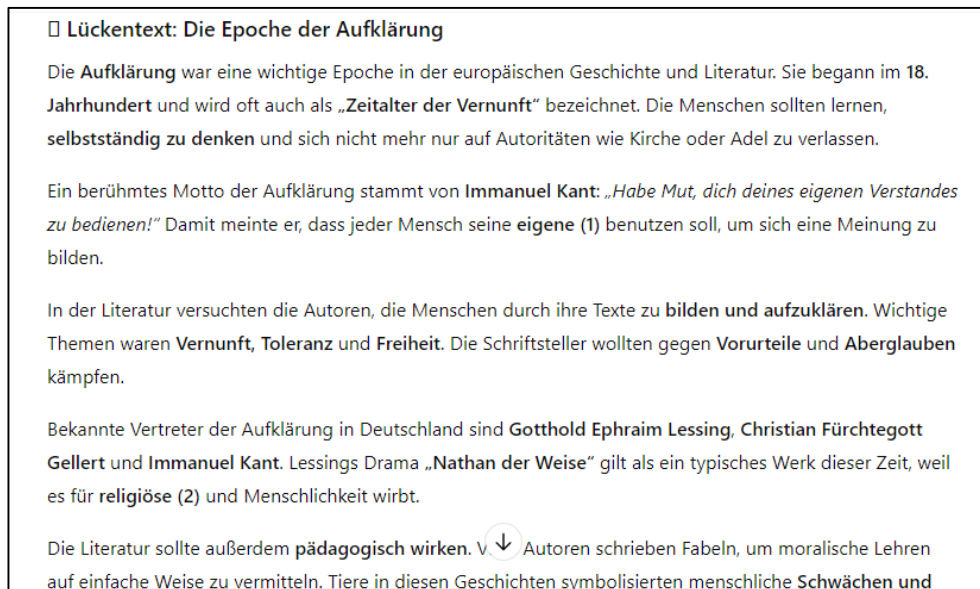 Lückentext: Die Epoche der Aufklärung
Die Aufklärung war eine wichtige Epoche in der europäischen Geschichte und Literatur. Sie begann im 18.
Jahrhundert und wird oft auch als „Zeitalter der Vernunft“ bezeichnet. Die Menschen sollten lernen,
selbstständig zu denken und sich nicht mehr nur auf Autoritäten wie Kirche oder Adel zu verlassen.
Ein berühmtes Motto der Aufklärung stammt von Immanuel Kant: „Habe Mut, dich deines eigenen Verstandes
zu bedienen!“ Damit meinte er, dass jeder Mensch seine eigene (1) benutzen soll, um sich eine Meinung zu
bilden.
In der Literatur versuchten die Autoren, die Menschen durch ihre Texte zu bilden und aufzuklären. Wichtige
Themen waren Vernunft, Toleranz und Freiheit. Die Schriftsteller wollten gegen Vorurteile und Aberglauben
kämpfen.
Bekannte Vertreter der Aufklärung in Deutschland sind Gotthold Ephraim Lessing, Christian Fürchtegott
Gellert und Immanuel Kant. Lessings Drama „Nathan der Weise“ gilt als ein typisches Werk dieser Zeit, weil
es für religiöse (2) und Menschlichkeit wirbt.
Die Literatur sollte außerdem pädagogisch wirken. Autoren schrieben Fabeln, um moralische Lehren
auf einfache Weise zu vermitteln. Tiere in diesen Geschichten symbolisierten menschliche Schwächen und